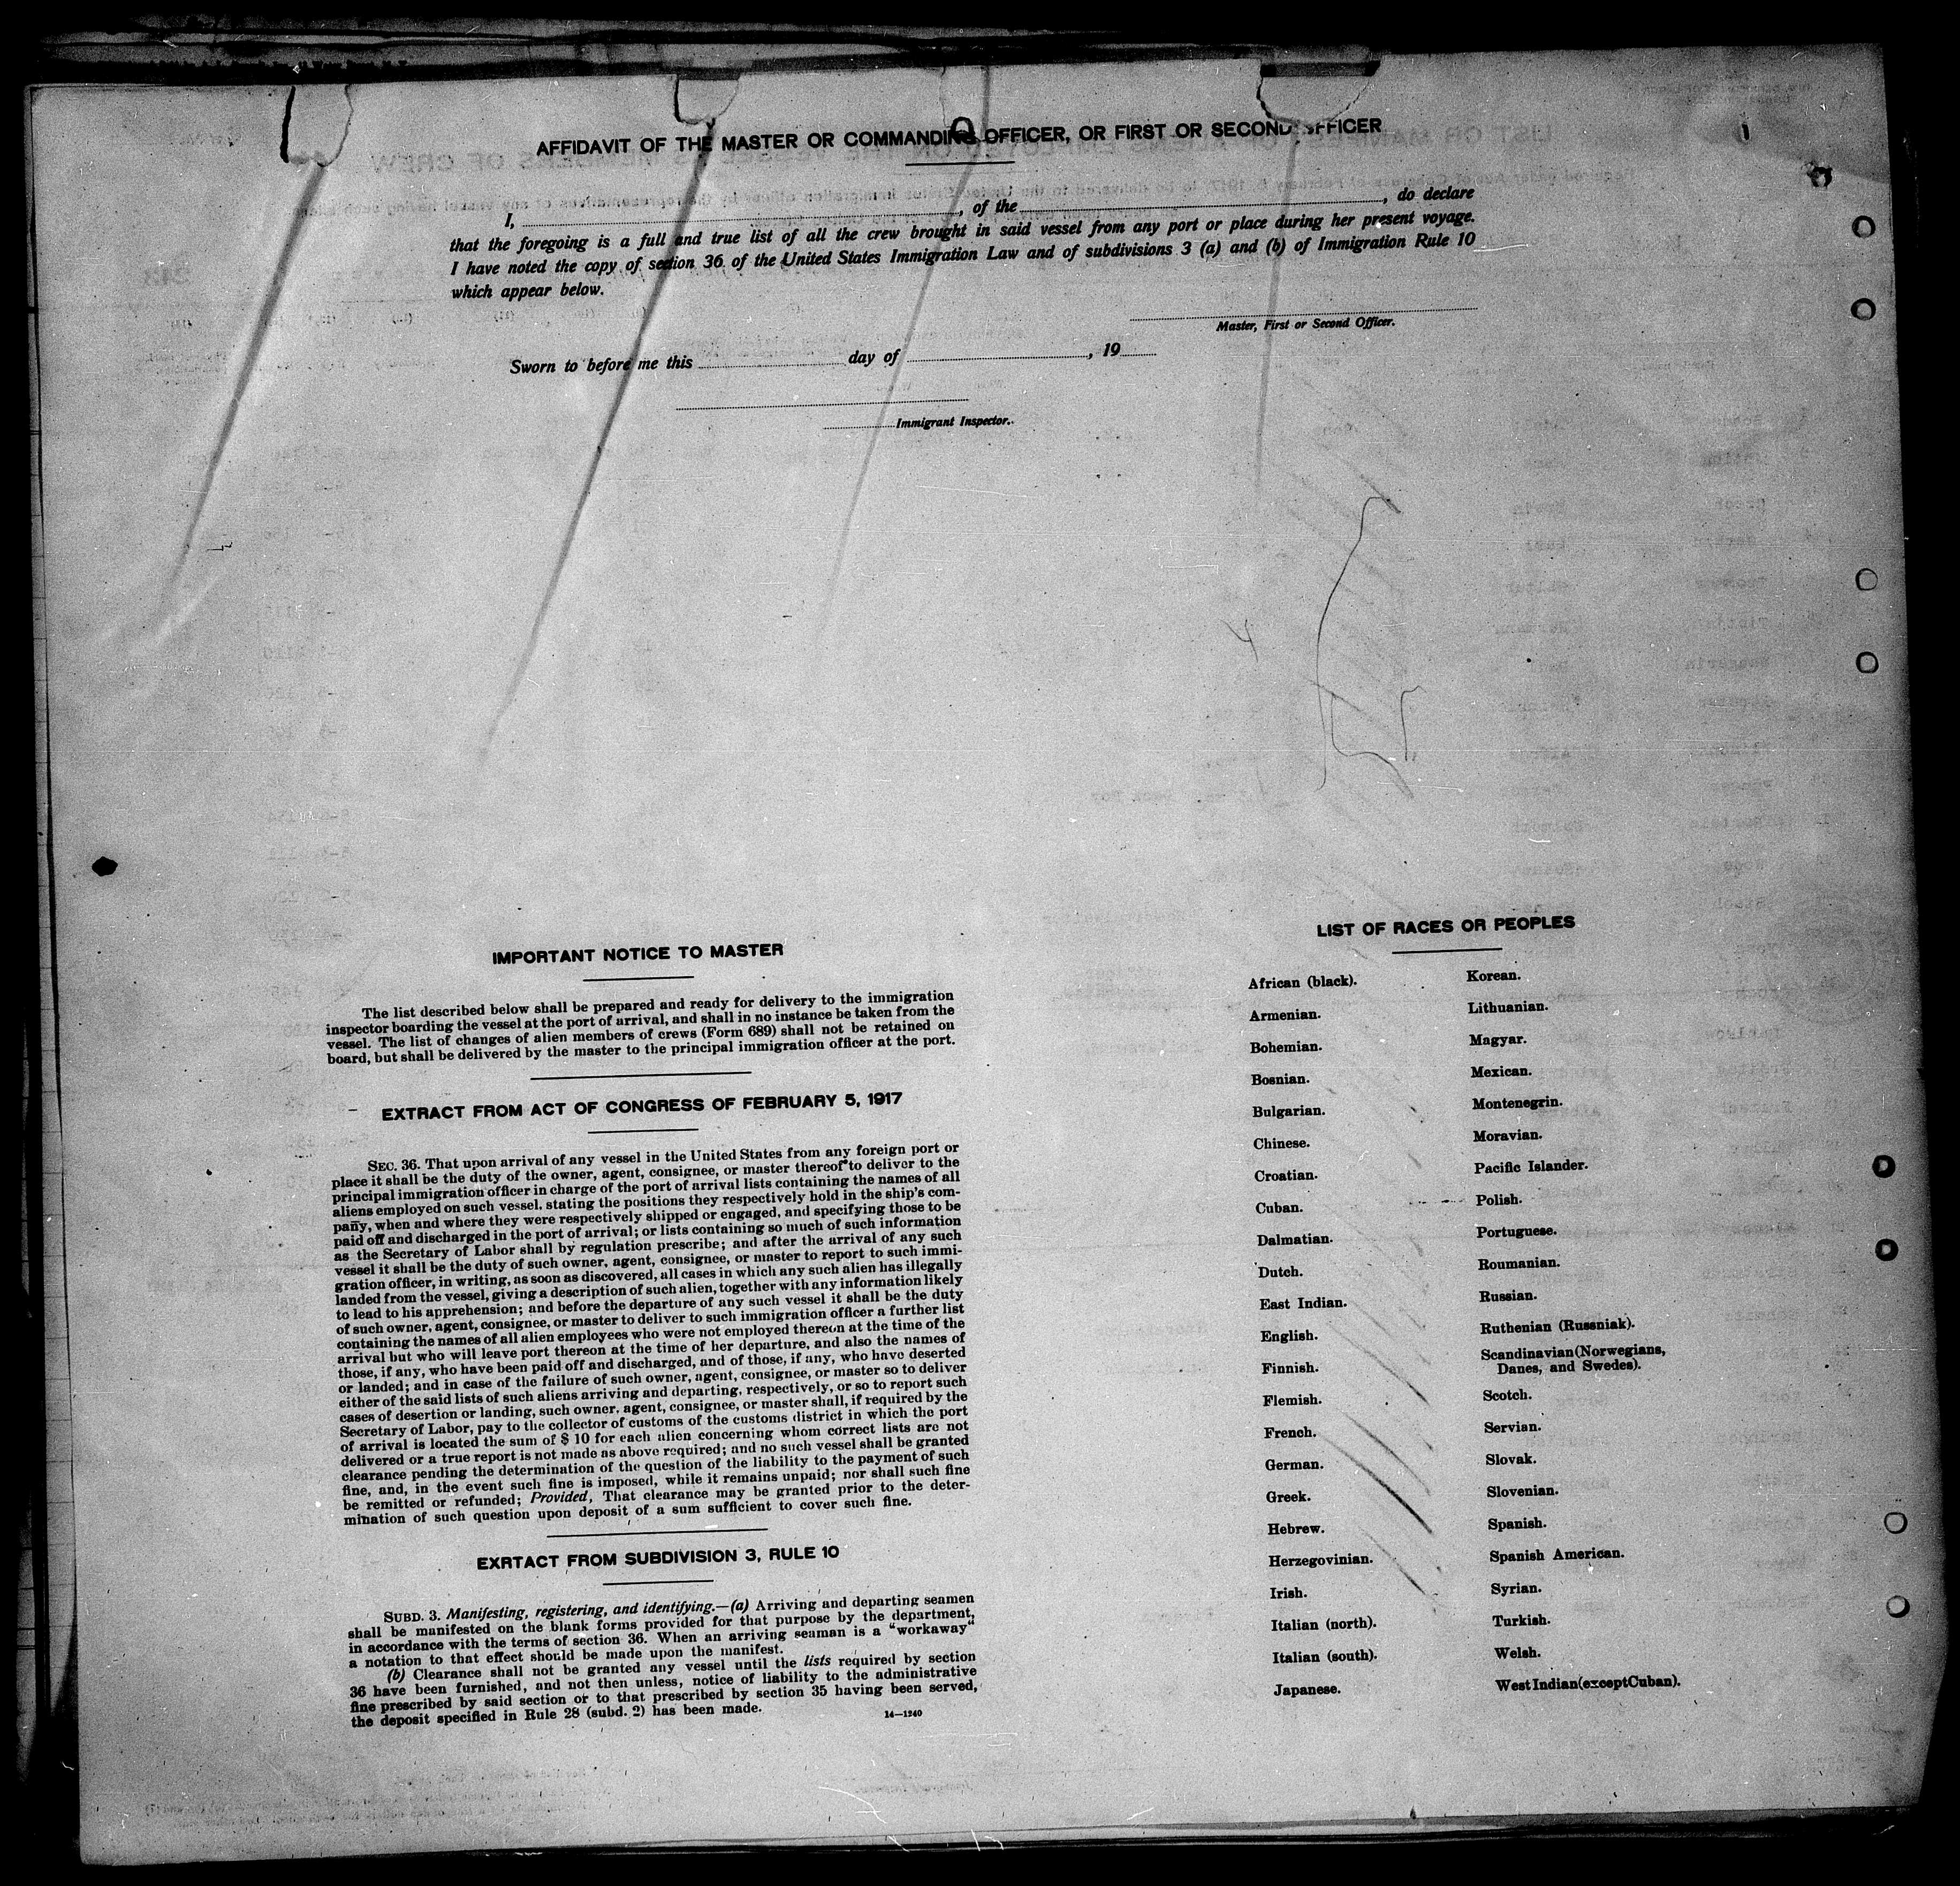 AFFIDAVIT OF THE MASTER OR COMMANDING OFFICER, OR FIRST OR SECOND OFFICER
I, , of the , do declare
that the foregoing is a full and true list of all the crew brought in said vessel from any port or place during her present voyage.
I have noted the copy of section 36 of the United States Immigration Law and of subdivisions 3 (a) and (b) of Immigration Rule 10
which appear below.
Master, First or Second Officer.
Sworn to before me this day of , 19
Immigrant Inspector.
IMPORTANT NOTICE TO MASTER
The list described below shall be prepared and ready for delivery to the immigration
inspector boarding the vessel at the port of arrival, and shall in no instance be taken from the
vessel. The list of changes of alien members of crews (Form 689) shall not be retained on
board, but shall be delivered by the master to the principal immigration officer at the port.
EXTRACT FROM ACT OF CONGRESS OF FEBRUARY 5, 1917
SEC. 36. That upon arrival of any vessel in the United States from any foreign port or
place it shall be the duty of the owner, agent, consignee, or master thereof to deliver to the
principal immigration officer in charge of the port of arrival lists containing the names of all
aliens employed on such vessel, stating the positions they respectively hold in the ship's com-
pany, when and where they were respectively shipped or engaged, and specifying those to be
paid off and discharged in the port of arrival; or lists containing so much of such information
as the Secretary of Labor shall by regulation prescribe; and after the arrival of any such
vessel it shall be the duty of such owner, agent, consignee, or master to report to such immi-
gration officer, in writing, as soon as discovered, all cases in which any such alien has illegally
landed from the vessel, giving a description of such alien, together with any information likely
to lead to his apprehension; and before the departure of any such vessel it shall be the duty
of such owner, agent, consignee, or master to deliver to such immigration officer a further list
containing the names of all alien employees who were not employed thereon at the time of the
arrival but who will leave port thereon at the time of her departure, and also the names of
those, if any, who have been paid off and discharged, and of those, if any, who have deserted
or landed; and in case of the failure of such owner, agent, consignee, or master so to deliver
either of the said lists of such aliens arriving and departing, respectively, or so to report such
cases of desertion or landing, such owner, agent, consignee, or master shall, if required by the
Secretary of Labor, pay to the collector of customs of the customs district in which the port
of arrival is located the sum of $ 10 for each alien concerning whom correct lists are not
delivered or a true report is not made as above required; and no such vessel shall be granted
clearance pending the determination of the question of the liability to the payment of such
fine, and, in the event such fine is imposed, while it remains unpaid; nor shall such fine
be remitted or refunded; Provided, That clearance may be granted prior to the deter-
mination of such question upon deposit of a sum sufficient to cover such fine.
EXRTACT FROM SUBDIVISION 3, RULE 10
SUBD. 3. Manifesting, registering, and identifying.—(a) Arriving and departing seamen
shall be manifested on the blank forms provided for that purpose by the department,
in accordance with the terms of section 36. When an arriving seaman is a "workaway"
a notation to that effect should be made upon the manifest.
(b) Clearance shall not be granted any vessel until the lists required by section
36 have been furnished, and not then unless, notice of liability to the administrative
fine prescribed by said section or to that prescribed by section 35 having been served,
the deposit specified in Rule 28 (subd. 2) has been made.
14—1240
LIST OF RACES OR PEOPLES
African (black).
Armenian.
Bohemian.
Bosnian.
Bulgarian.
Chinese.
Croatian.
Cuban.
Dalmatian.
Dutch.
East Indian.
English.
Finnish.
Flemish.
French.
German.
Greek.
Hebrew.
Herzegovinian.
Irish.
Italian (north).
Italian (south).
Japanese.
Korean.
Lithuanian.
Magyar.
Mexican.
Montenegrin.
Moravian.
Pacific Islander.
Polish.
Portuguese.
Roumanian.
Russian.
Ruthenian (Russniak).
Scandinavian(Norwegians,
Danes, and Swedes).
Scotch.
Servian.
Slovak.
Slovenian.
Spanish.
Spanish American.
Syrian.
Turkish.
Welsh.
West Indian(except Cuban).